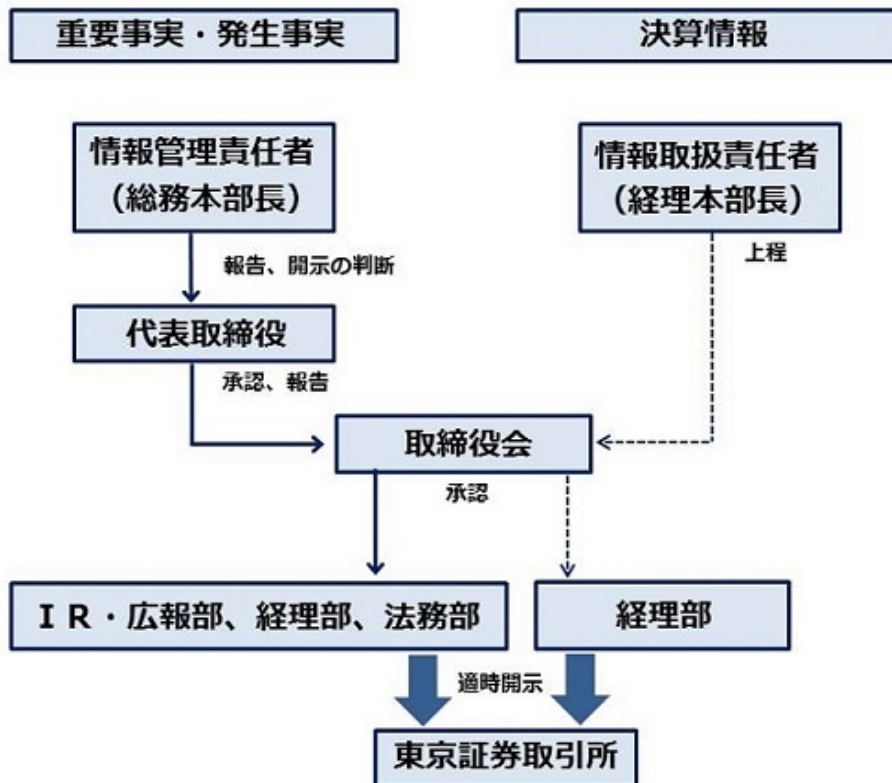 重要事実・発生事実
決算情報
情報管理責任者
（総務本部長）
情報取扱責任者
（経理本部長）
報告、開示の判断
上程
代表取締役
承認、報告
取締役会
承認
ＩＲ・広報部、経理部、法務部
経理部
適時開示
東京証券取引所